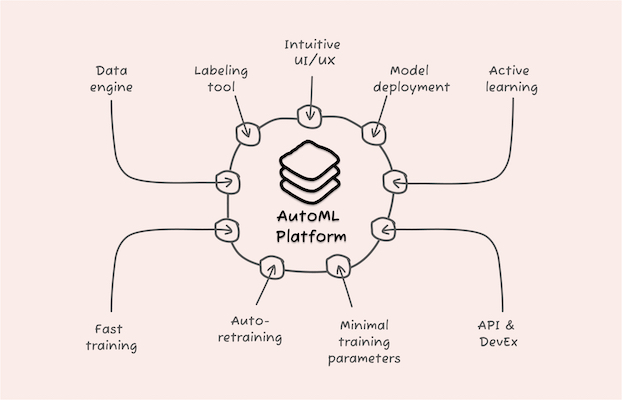 Intuitive
UI/UX
Data
engine
Labeling
tool
Model
deployment
Active
learning
AutoML
Platform
Fast
training
Auto-
retraining
Minimal
training
parameters
API &
DevEx